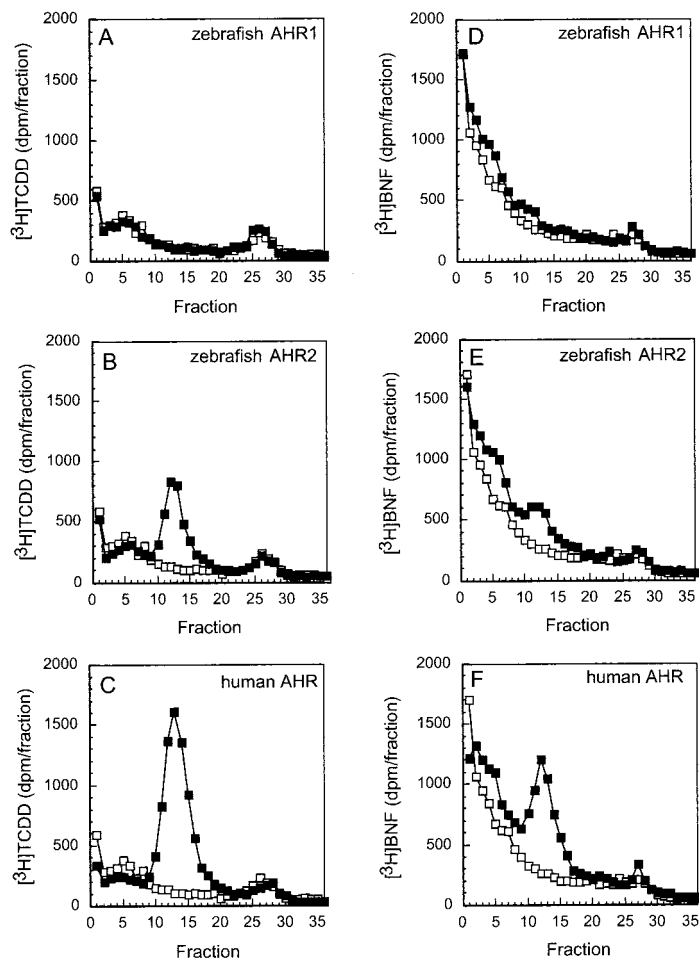 A
zebrafish AHR1
[³H]TCDD (dpm/fraction)
2000
1500
1000
500
0
0 5 10 15 20 25 30 35
Fraction
D
zebrafish AHR1
[³H]BNF (dpm/fraction)
2000
1500
1000
500
0
0 5 10 15 20 25 30 35
Fraction
B
zebrafish AHR2
[³H]TCDD (dpm/fraction)
2000
1500
1000
500
0
0 5 10 15 20 25 30 35
Fraction
E
zebrafish AHR2
[³H]BNF (dpm/fraction)
2000
1500
1000
500
0
0 5 10 15 20 25 30 35
Fraction
C
human AHR
[³H]TCDD (dpm/fraction)
2000
1500
1000
500
0
0 5 10 15 20 25 30 35
Fraction
F
human AHR
[³H]BNF (dpm/fraction)
2000
1500
1000
500
0
0 5 10 15 20 25 30 35
Fraction